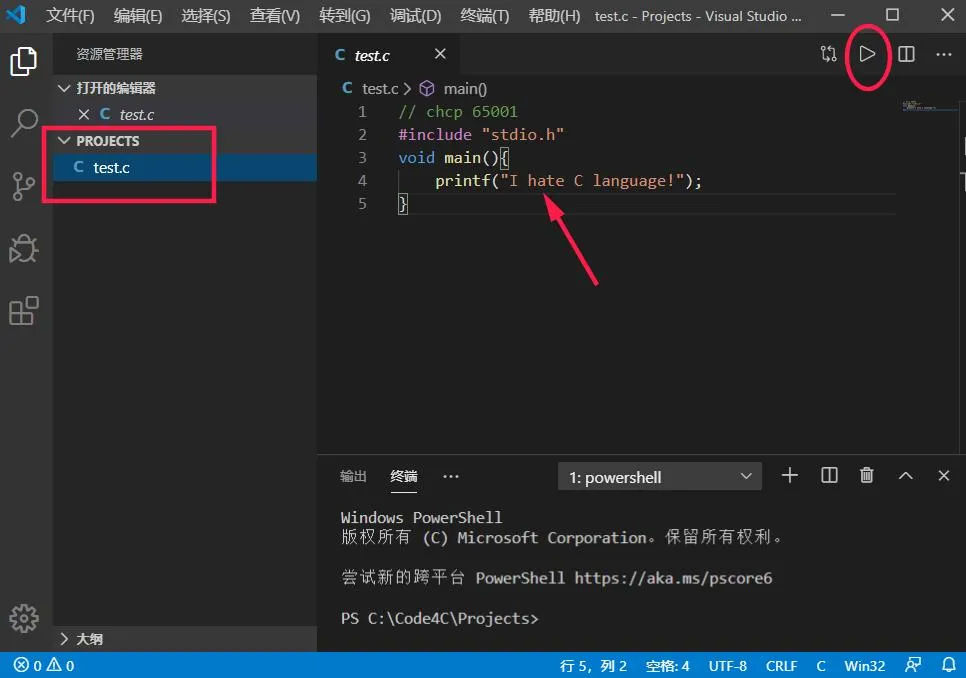 文件(F) 编辑(E) 选择(S) 查看(V) 转到(G) 调试(D) 终端(T) 帮助(H) test.c - Projects - Visual Studio ...
资源管理器
打开的编辑器
C test.c
PROJECTS
C test.c
C test.c
C test.c > main()
1 // chcp 65001
2 #include "stdio.h"
3 void main(){
4 printf("I hate C language!");
5 }
输出 终端 ··· 1: powershell
Windows PowerShell
版权所有 (C) Microsoft Corporation。保留所有权利。
尝试新的跨平台 PowerShell https://aka.ms/pscore6
PS C:\Code4C\Projects>
大纲
0 0 行 5，列 2 空格: 4 UTF-8 CRLF C Win32